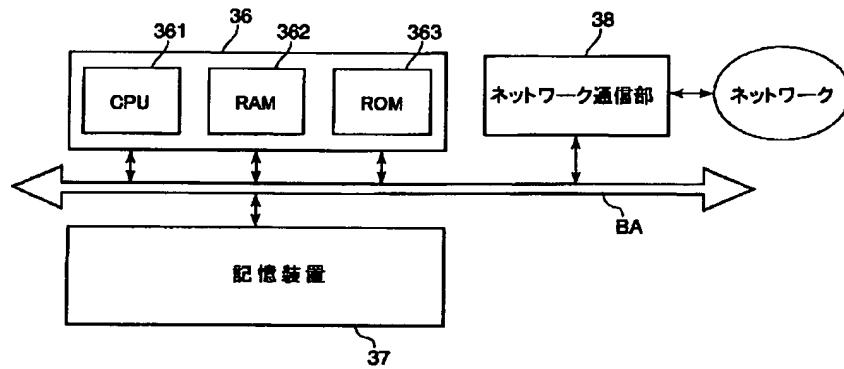 36
38
361
362
363
CPU
RAM
ROM
ネットワーク通信部
ネットワーク
BA
記憶装置
37